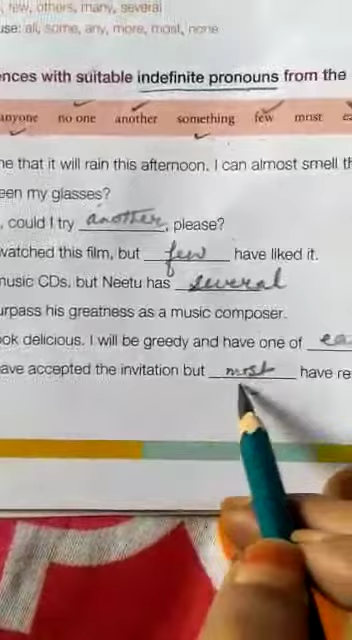 , few, others, many, several
use: all, some, any, more, most, none
nces with suitable indefinite pronouns from the
anyone no one another something few most ea
ne that it will rain this afternoon. I can almost smell th
een my glasses?
, could I try another, please?
watched this film, but few have liked it.
music CDs, but Neetu has several
urpass his greatness as a music composer.
ook delicious. I will be greedy and have one of ea
ave accepted the invitation but most have re